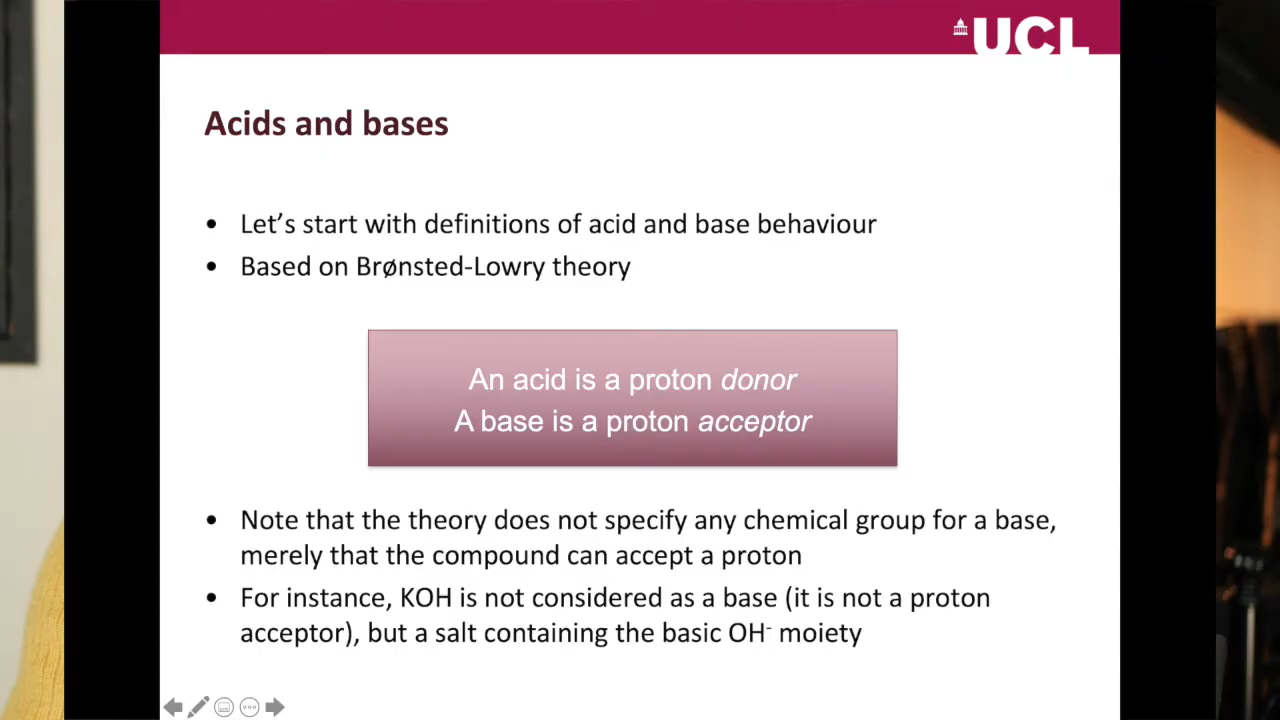 UCL
Acids and bases
• Let’s start with definitions of acid and base behaviour
• Based on Brønsted-Lowry theory
An acid is a proton donor
A base is a proton acceptor
• Note that the theory does not specify any chemical group for a base,
merely that the compound can accept a proton
• For instance, KOH is not considered as a base (it is not a proton
acceptor), but a salt containing the basic OH⁻ moiety